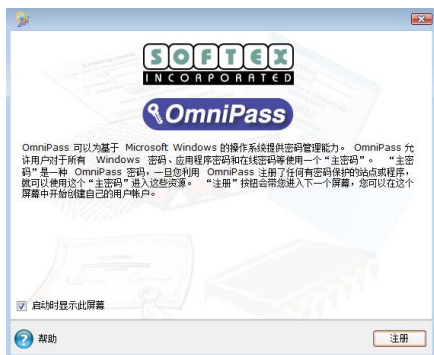 SOFTEX
INCORPORATED
OmniPass
OmniPass 可以为基于 Microsoft Windows 的操作系统提供密码管理能力。 OmniPass 允
许用户对于所有 Windows 密码、应用程序密码和在线密码等使用一个“主密码”。 “主密
码”是一种 OmniPass 密码，一旦您利用 OmniPass 注册了任何有密码保护的站点或程序，
就可以使用这个“主密码”进入这些资源。 “注册”按钮会带您进入下一个屏幕，您可以在这个
屏幕中开始创建自己的用户帐户。
启动时显示此屏幕
帮助
注册